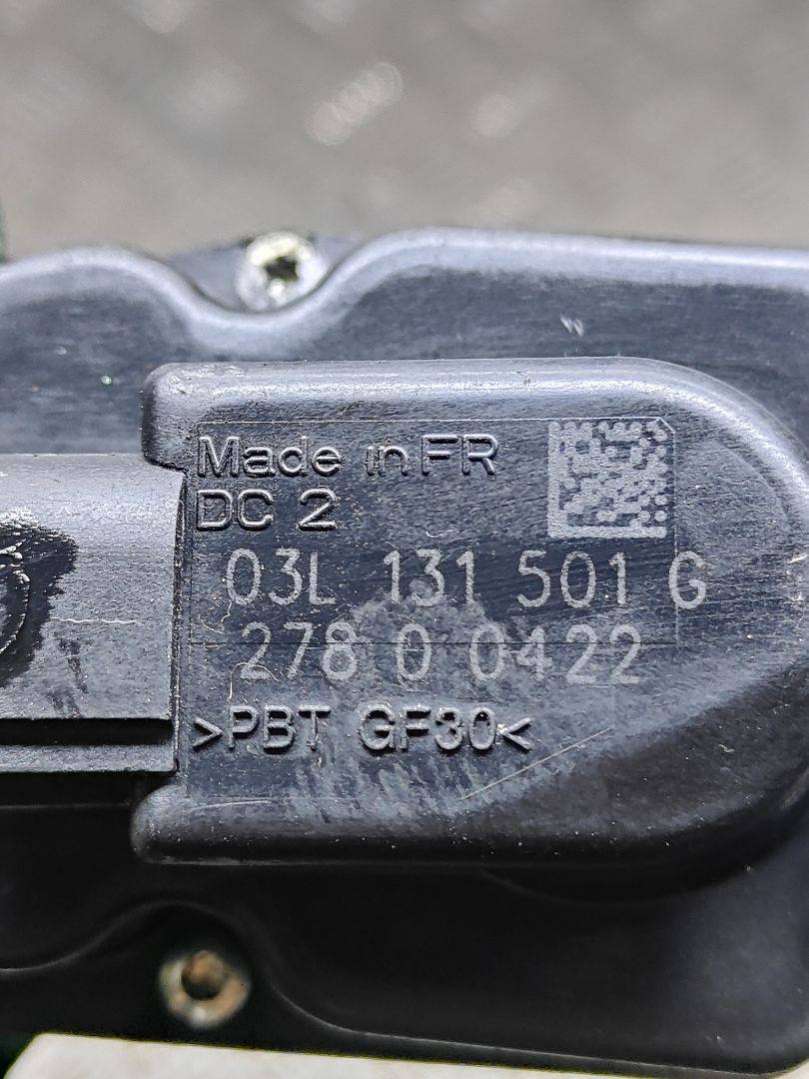 Made in FR
DC 2
03L 131 501 G
278 0 0422
>PBT GF30<